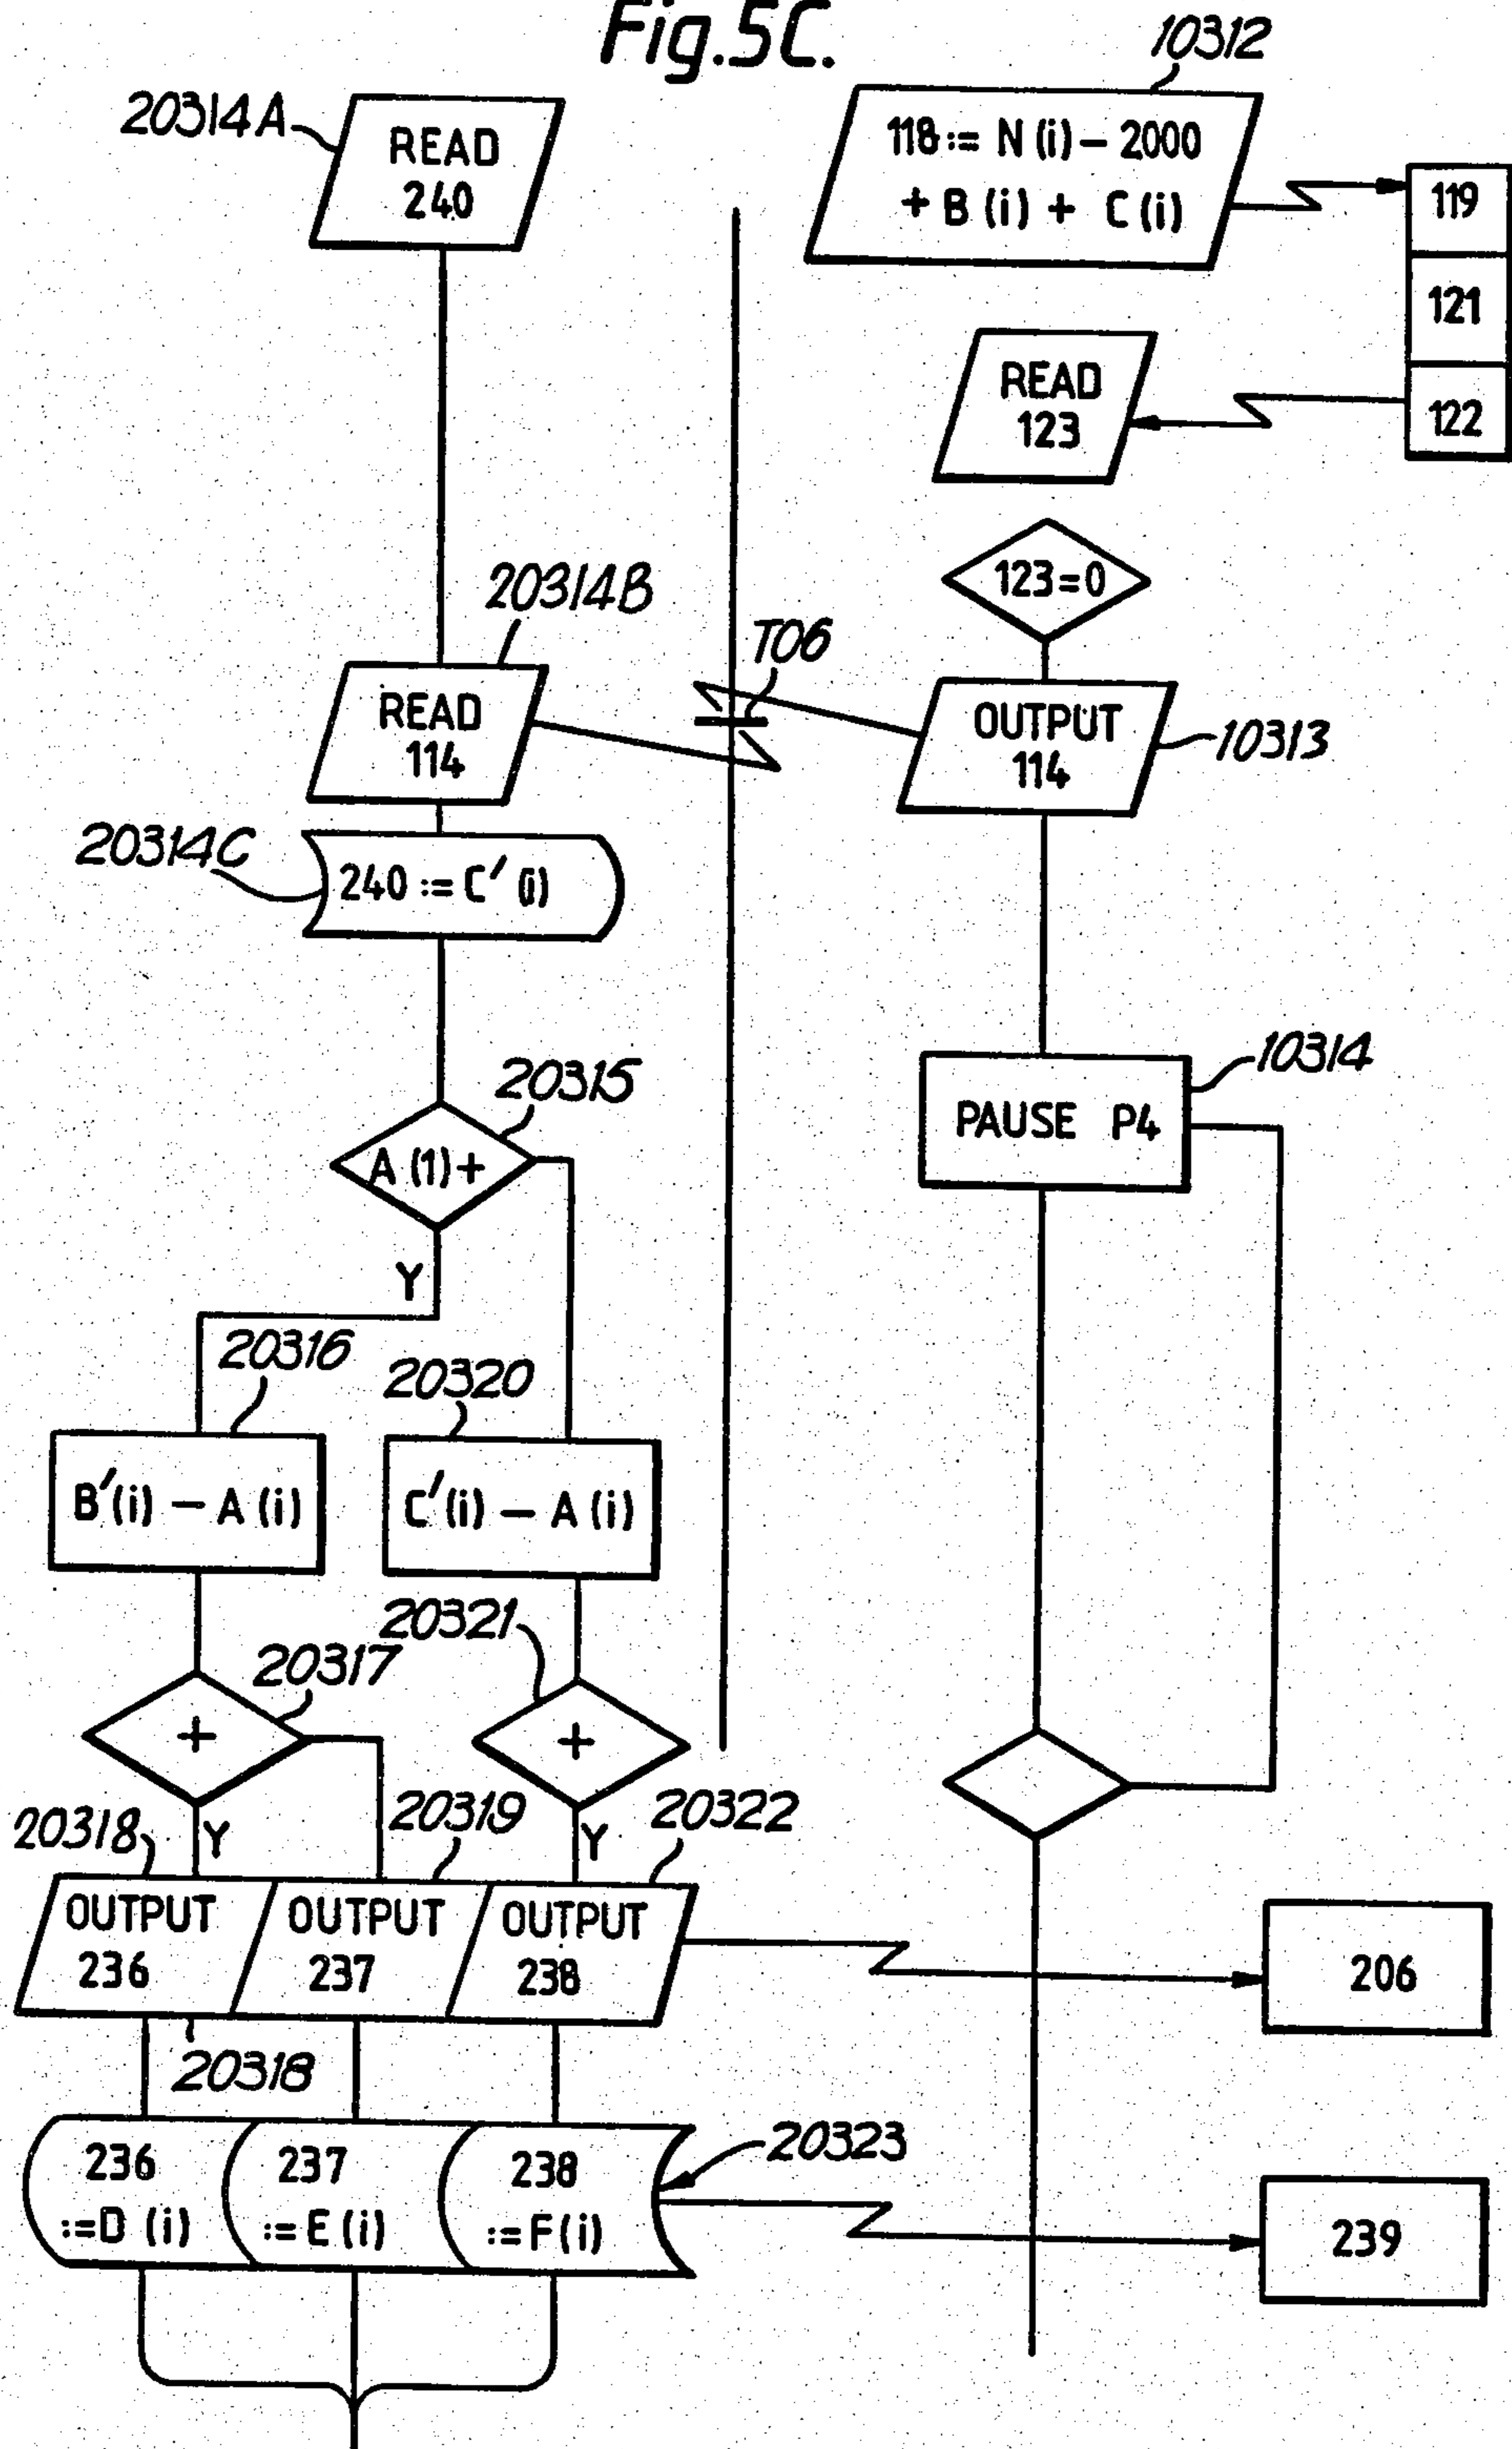 Fig.5C.
10312
20314A
READ
240
118 := N (i) – 2000
+ B (i) + C (i)
119
121
122
READ
123
123=0
20314B
T06
READ
114
OUTPUT
114
10313
20314C
240 := C′ (i)
10314
20315
PAUSE P4
A (1)+
Y
20316
20320
B′(i) – A (i)
C′(i) – A (i)
20321
20317
+
+
20318
Y
20319
Y
20322
OUTPUT
236
OUTPUT
237
OUTPUT
238
206
20318
20323
236
:=D (i)
237
:= E (i)
238
:= F(i)
239